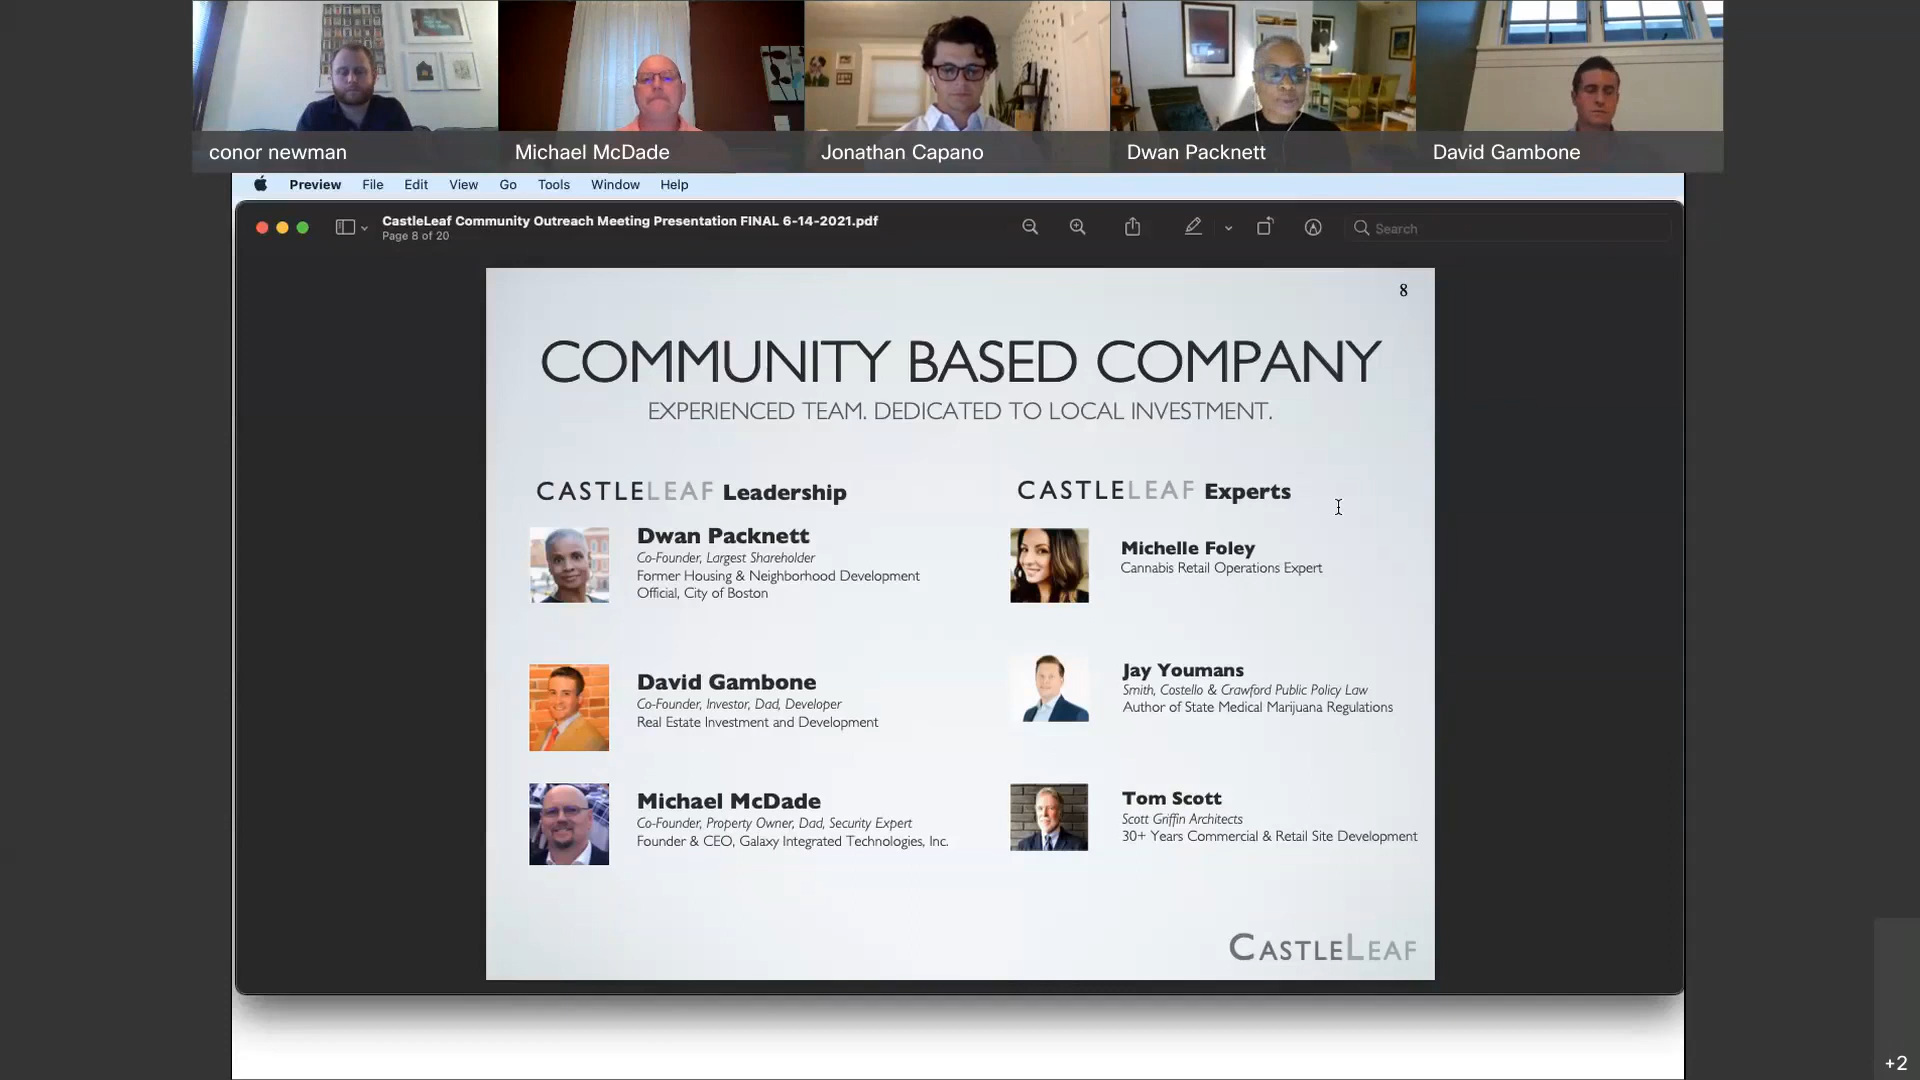 conor newman
Michael McDade
Jonathan Capano
Dwan Packnett
David Gambone
Preview File Edit View Go Tools Window Help
CastleLeaf Community Outreach Meeting Presentation FINAL 6-14-2021.pdf
Page 8 of 20
Search
8
COMMUNITY BASED COMPANY
EXPERIENCED TEAM. DEDICATED TO LOCAL INVESTMENT.
CASTLELEAF Leadership
Dwan Packnett
Co-Founder, Largest Shareholder
Former Housing & Neighborhood Development
Official, City of Boston
David Gambone
Co-Founder, Investor, Dad, Developer
Real Estate Investment and Development
Michael McDade
Co-Founder, Property Owner, Dad, Security Expert
Founder & CEO, Galaxy Integrated Technologies, Inc.
CASTLELEAF Experts
Michelle Foley
Cannabis Retail Operations Expert
Jay Youmans
Smith, Costello & Crawford Public Policy Law
Author of State Medical Marijuana Regulations
Tom Scott
Scott Griffin Architects
30+ Years Commercial & Retail Site Development
CASTLELEAF
+2